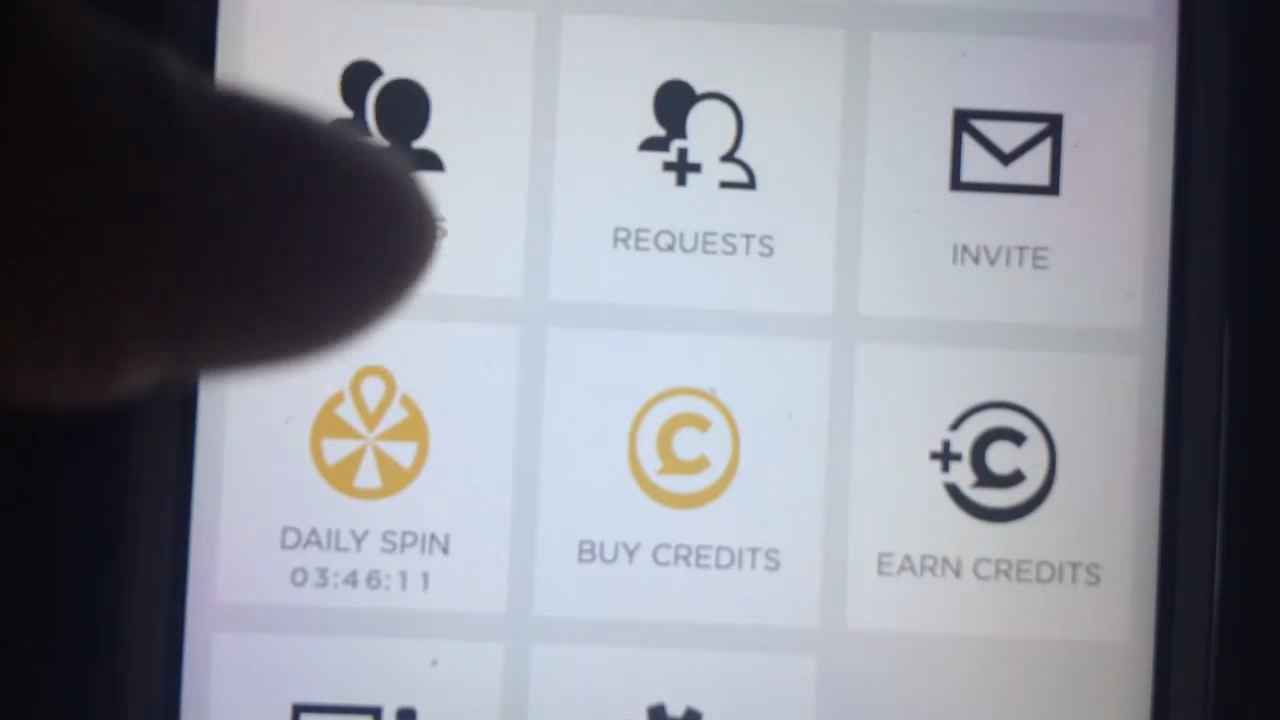 REQUESTS
INVITE
DAILY SPIN
03:46:11
BUY CREDITS
EARN CREDITS